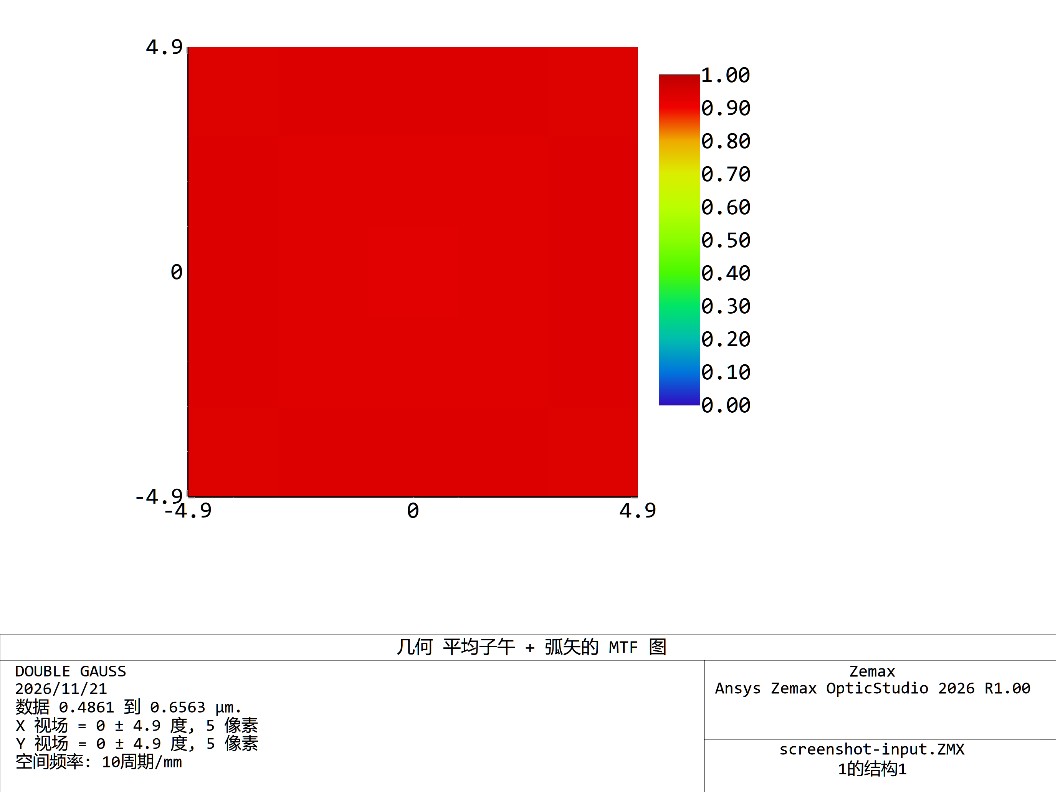 4.9
0
-4.9
-4.9 0 4.9
1.00
0.90
0.80
0.70
0.60
0.50
0.40
0.30
0.20
0.10
0.00
几何 平均子午 + 弧矢的 MTF 图
DOUBLE GAUSS
2026/11/21
数据 0.4861 到 0.6563 µm.
X 视场 = 0 ± 4.9 度, 5 像素
Y 视场 = 0 ± 4.9 度, 5 像素
空间频率: 10周期/mm
Zemax
Ansys Zemax OpticStudio 2026 R1.00
screenshot-input.ZMX
1的结构1